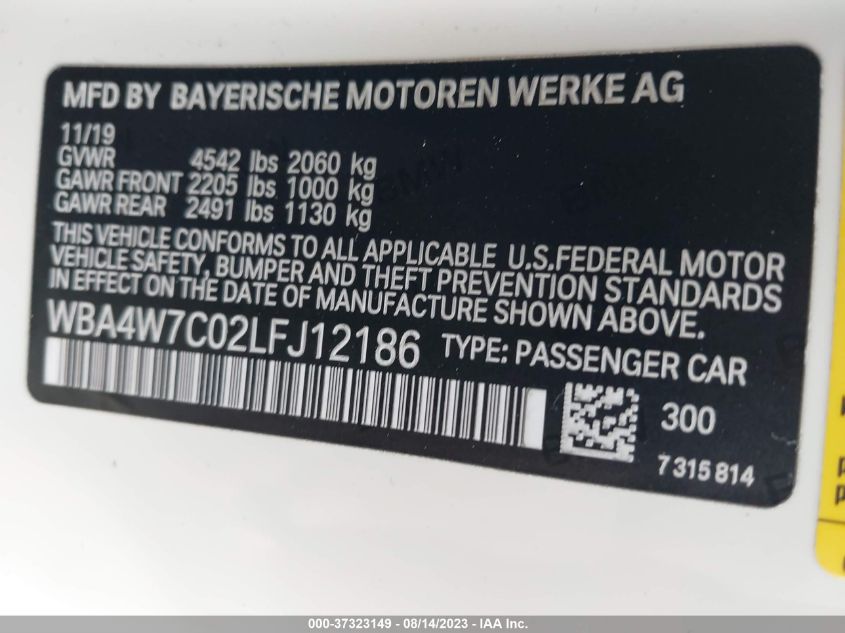 MFD BY BAYERISCHE MOTOREN WERKE AG
11/19
GVWR 4542 lbs 2060 kg
GAWR FRONT 2205 lbs 1000 kg
GAWR REAR 2491 lbs 1130 kg
THIS VEHICLE CONFORMS TO ALL APPLICABLE U.S.FEDERAL MOTOR
VEHICLE SAFETY, BUMPER AND THEFT PREVENTION STANDARDS
IN EFFECT ON THE DATE OF MANUFACTURE SHOWN ABOVE.
WBA4W7C02LFJ12186 TYPE: PASSENGER CAR
300
7 315 814
000-37323149 - 08/14/2023 - IAA Inc.